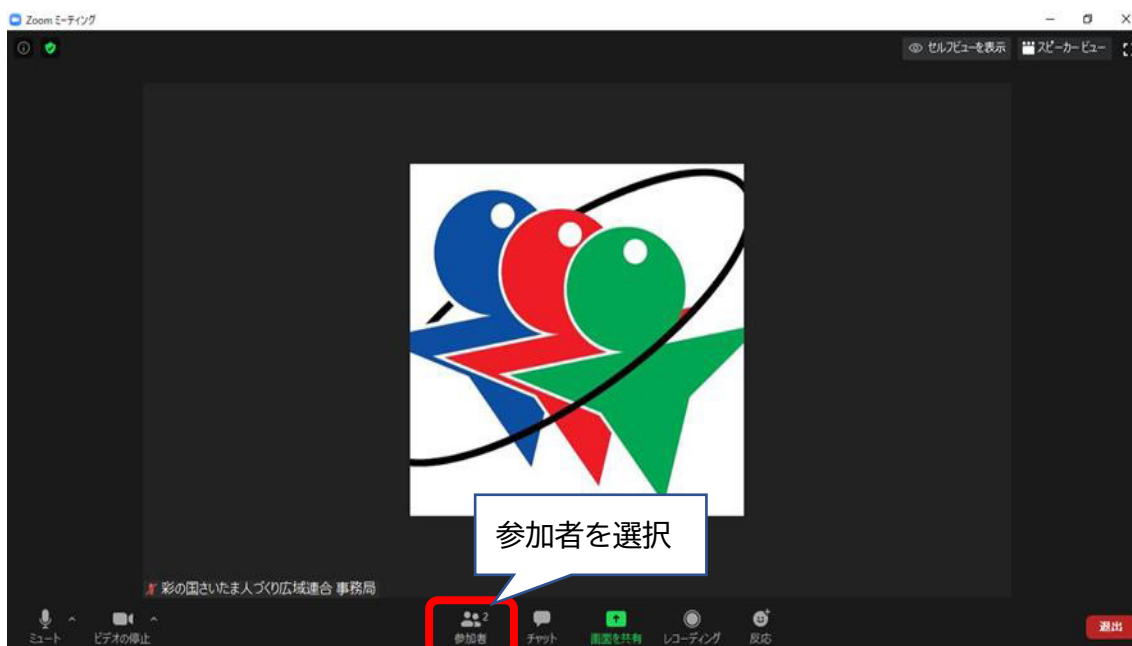 Zoom ミーティング
セルフビューを表示
スピーカー ビュー
参加者を選択
彩の国さいたま人づくり広域連合 事務局
ミュート
ビデオの停止
2
参加者
チャット
画面を共有
レコーディング
反応
退出